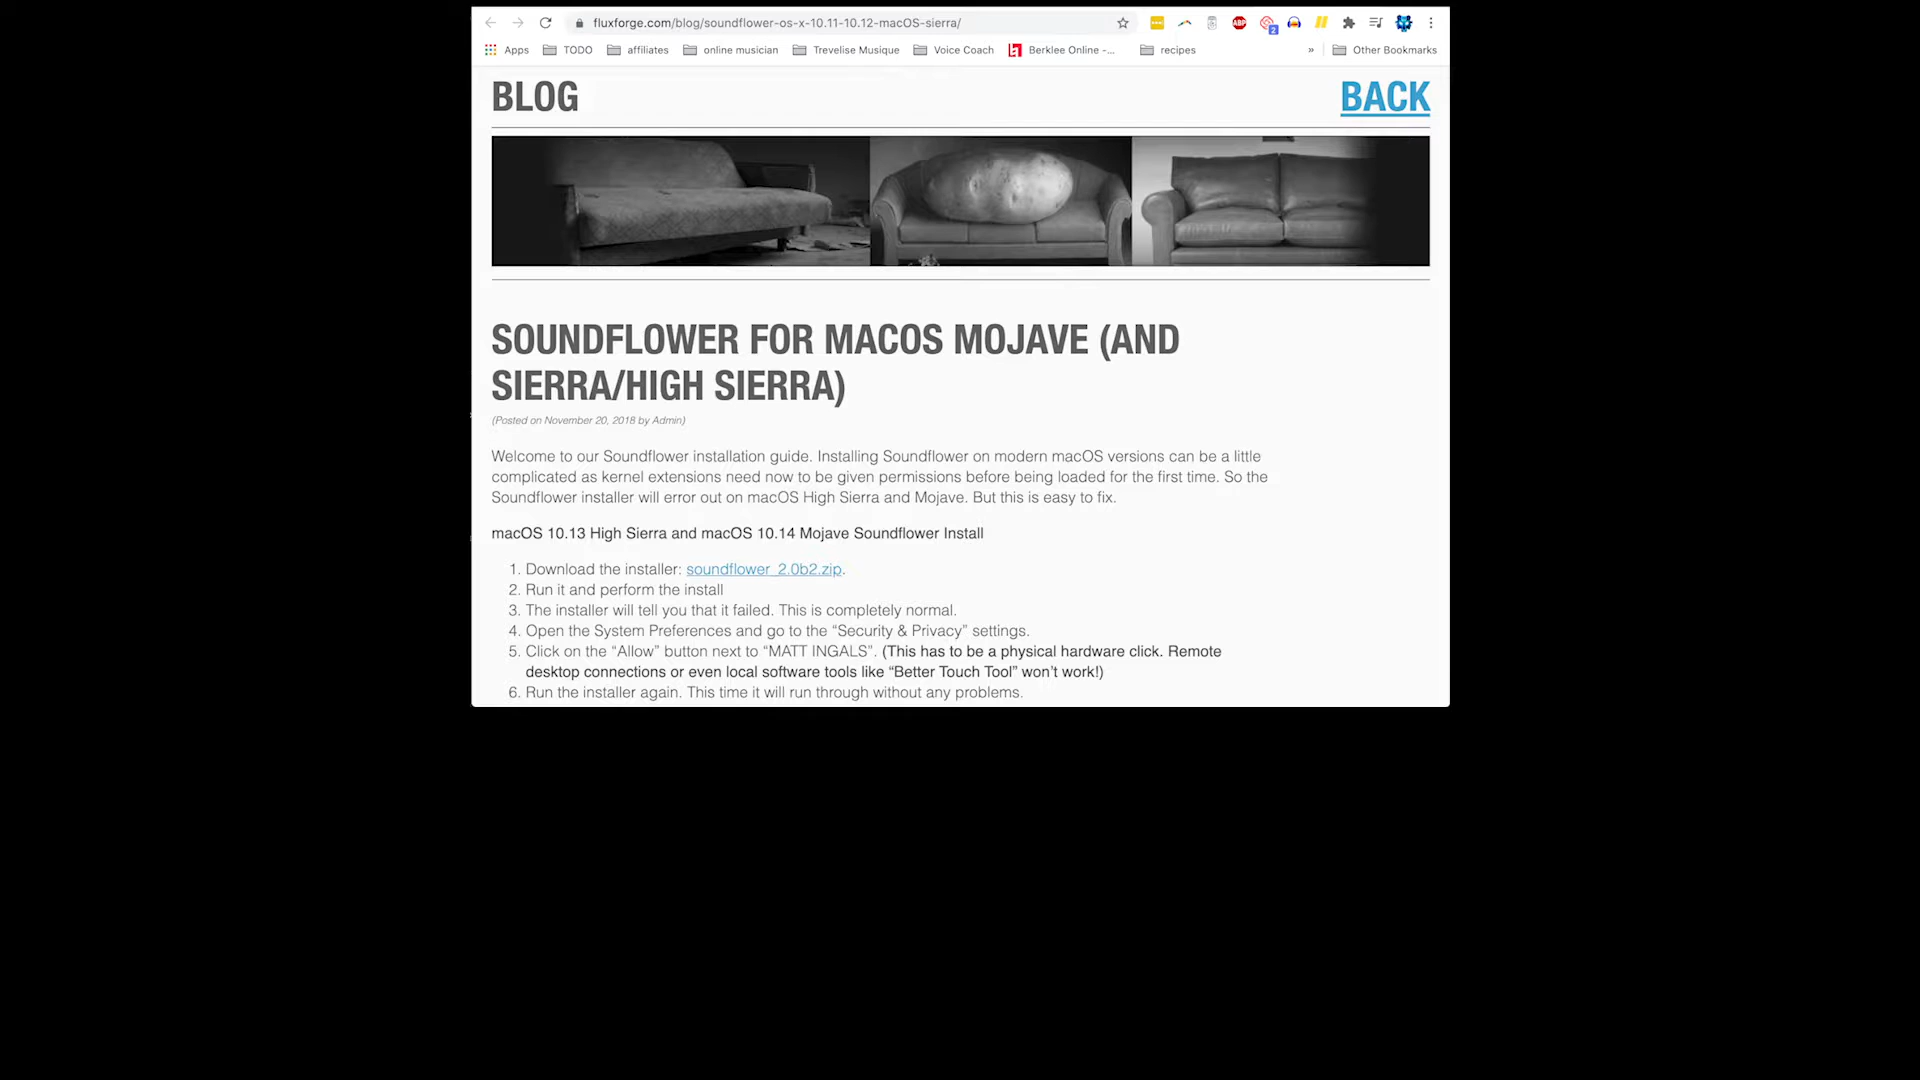 fluxforge.com/blog/soundflower-os-x-10.11-10.12-macOS-sierra/
ABP
2
Apps TODO affiliates online musician Trevelise Musique Voice Coach Berklee Online -... recipes » Other Bookmarks
BLOG
BACK
SOUNDFLOWER FOR MACOS MOJAVE (AND
SIERRA/HIGH SIERRA)
(Posted on November 20, 2018 by Admin)
Welcome to our Soundflower installation guide. Installing Soundflower on modern macOS versions can be a little
complicated as kernel extensions need now to be given permissions before being loaded for the first time. So the
Soundflower installer will error out on macOS High Sierra and Mojave. But this is easy to fix.
macOS 10.13 High Sierra and macOS 10.14 Mojave Soundflower Install
1. Download the installer: soundflower_2.0b2.zip.
2. Run it and perform the install
3. The installer will tell you that it failed. This is completely normal.
4. Open the System Preferences and go to the “Security & Privacy” settings.
5. Click on the “Allow” button next to “MATT INGALS”. (This has to be a physical hardware click. Remote
desktop connections or even local software tools like “Better Touch Tool” won’t work!)
6. Run the installer again. This time it will run through without any problems.